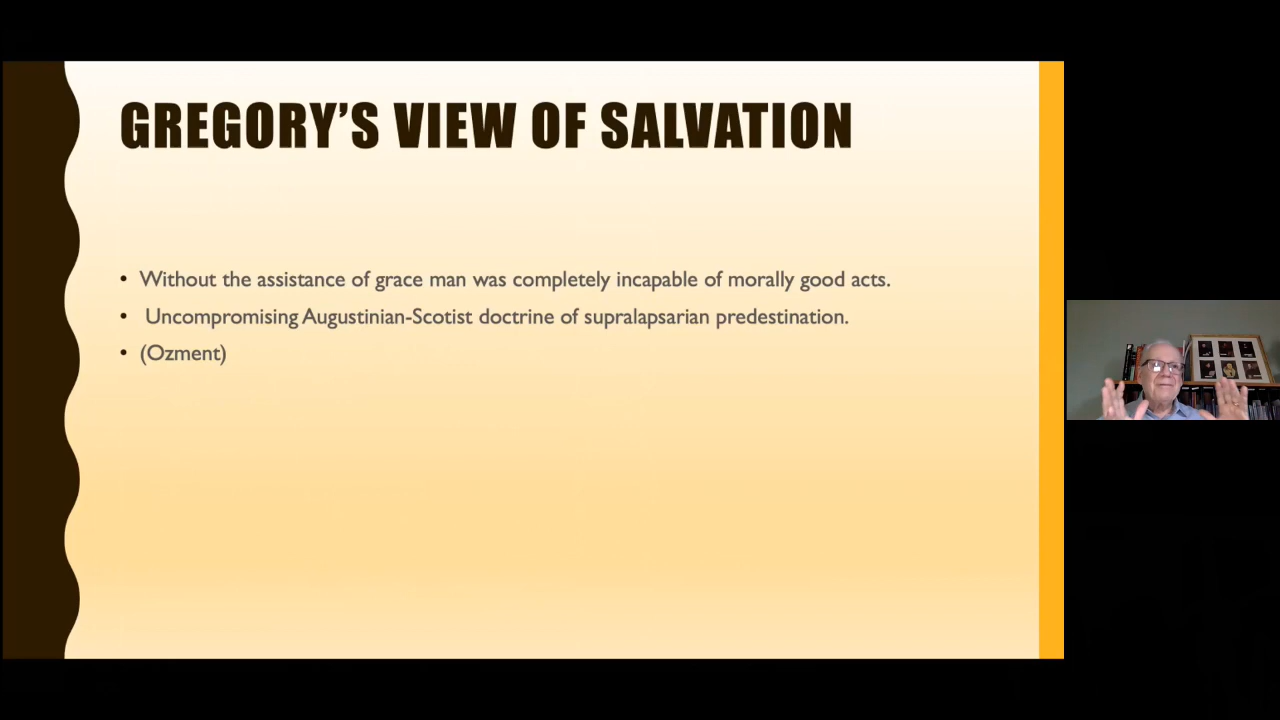 GREGORY'S VIEW OF SALVATION
• Without the assistance of grace man was completely incapable of morally good acts.
• Uncompromising Augustinian-Scotist doctrine of supralapsarian predestination.
• (Ozment)